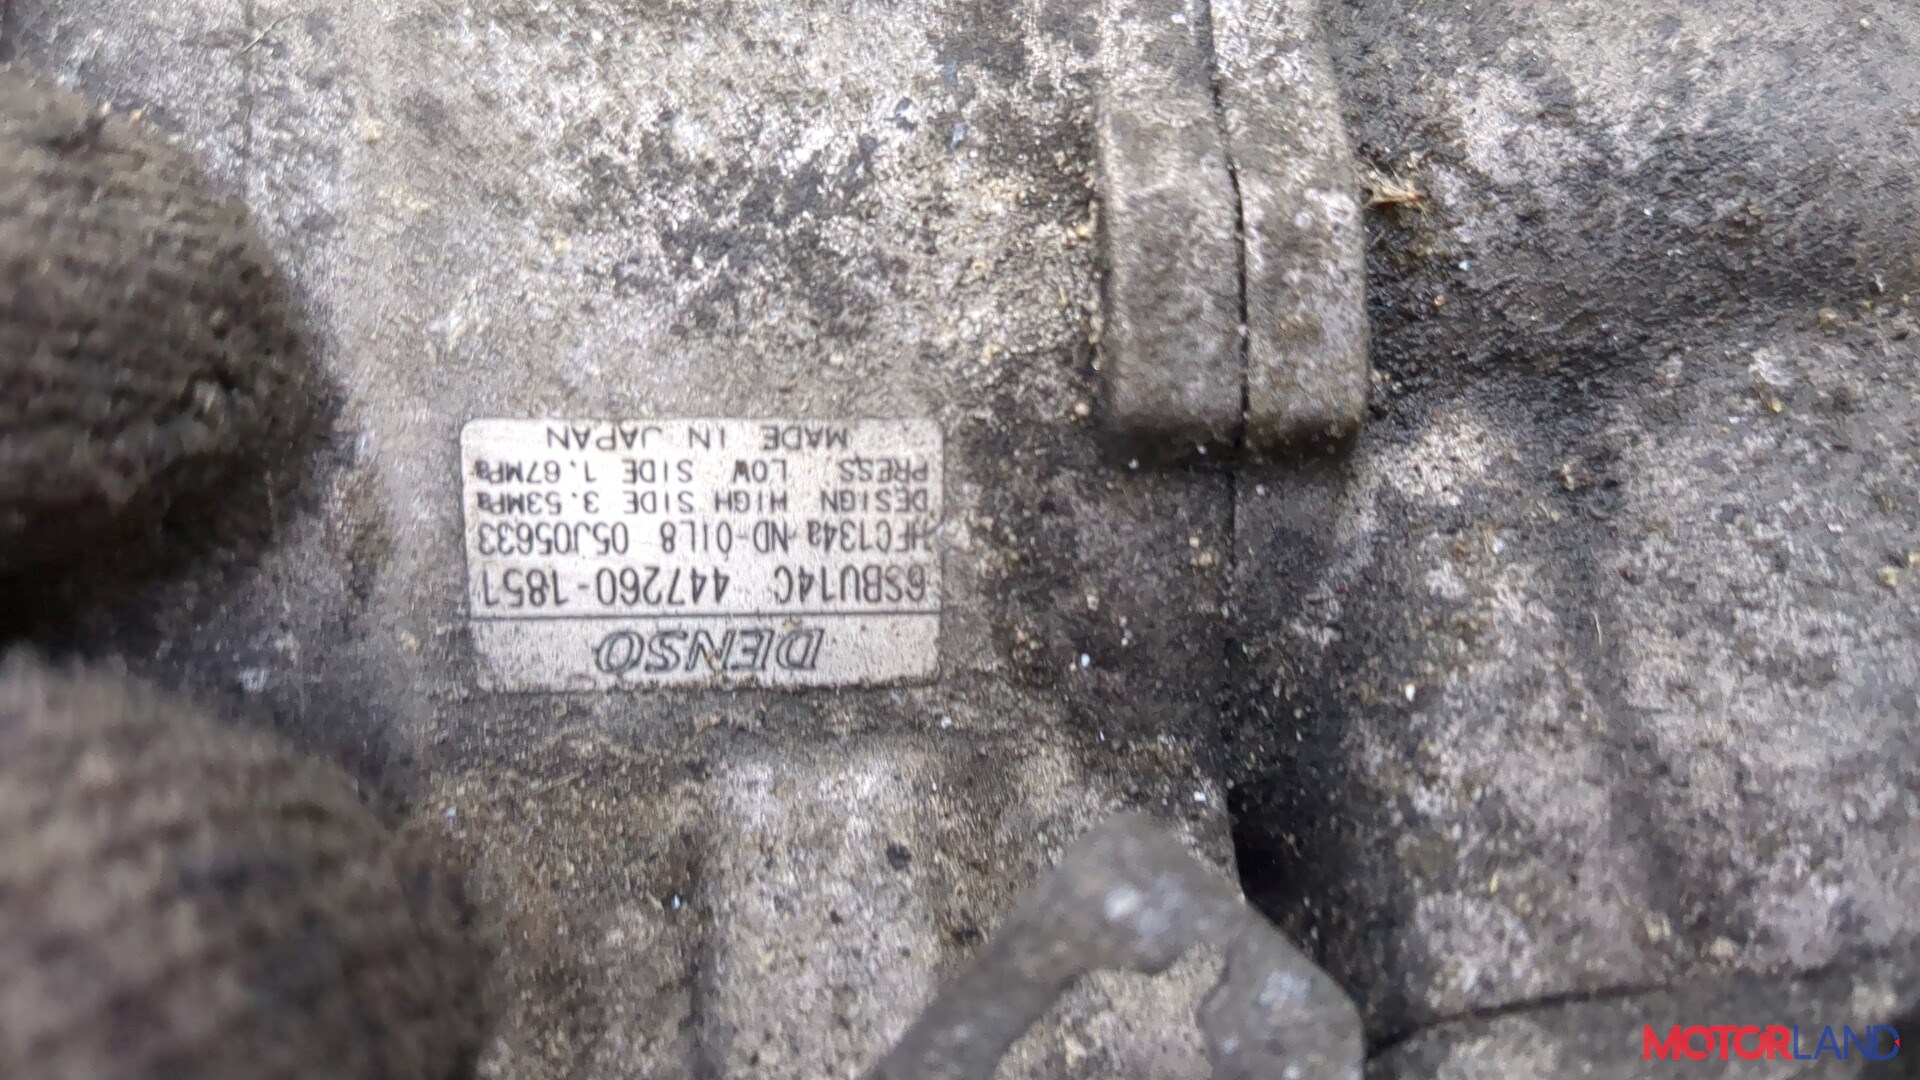 DENSO
6SBU14C 447260-1851
HFC134a ND-OIL8 05J05633
DESIGN HIGH SIDE 3.53MPa
PRESS LOW SIDE 1.67MPa
MADE IN JAPAN
MOTORLAND